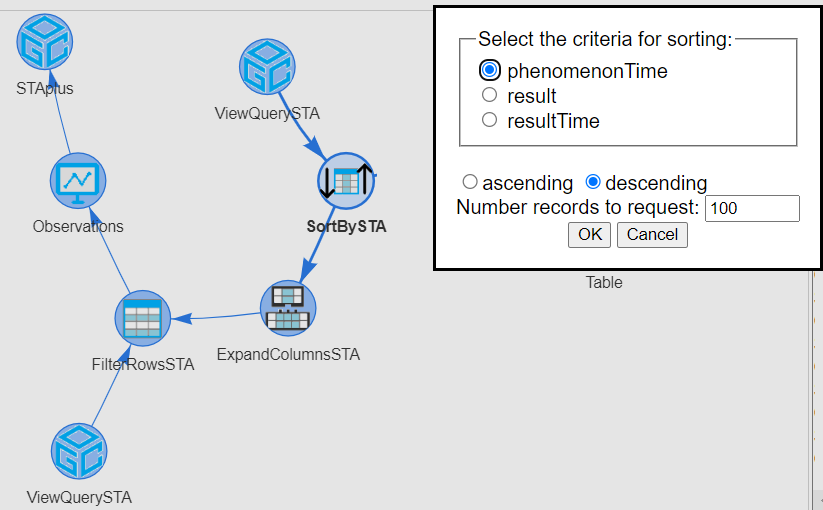 STAplus
ViewQuerySTA
Observations
SortBySTA
FilterRowsSTA
ExpandColumnsSTA
ViewQuerySTA
Select the criteria for sorting:
phenomenonTime
result
resultTime
ascending descending
Number records to request: 100
OK Cancel
Table